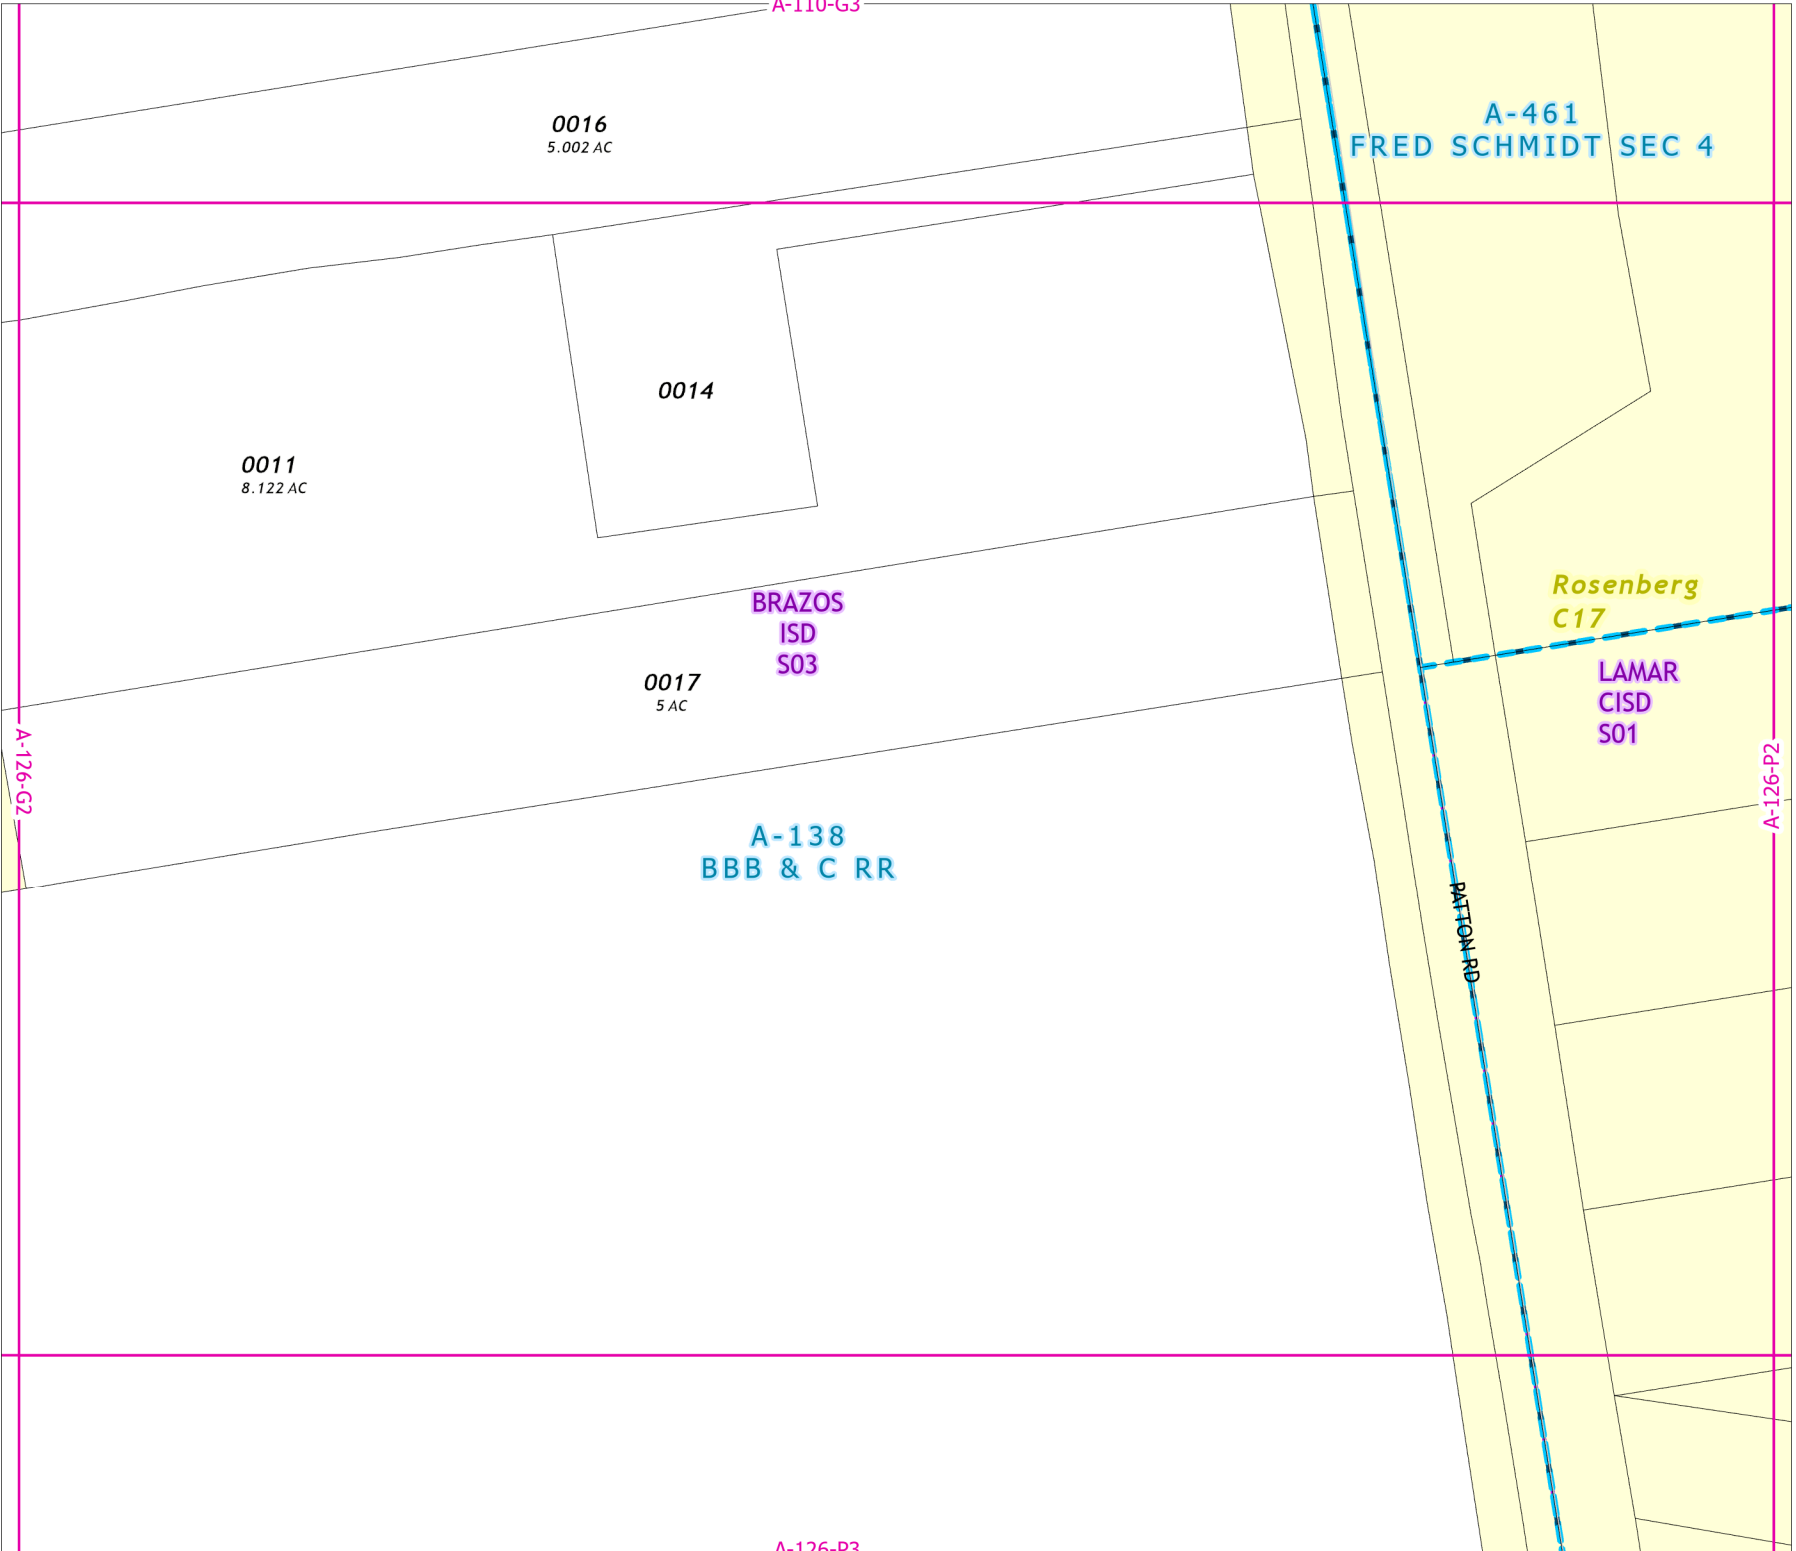 A-110-G3
A-461
FRED SCHMIDT SEC 4
0016
5.002 AC
0014
0011
8.122 AC
Rosenberg
C17
BRAZOS
ISD
S03
0017
5 AC
LAMAR
CISD
S01
A-126-G2
A-126-P2
A-138
BBB & C RR
PATTON RD
A-126-P3